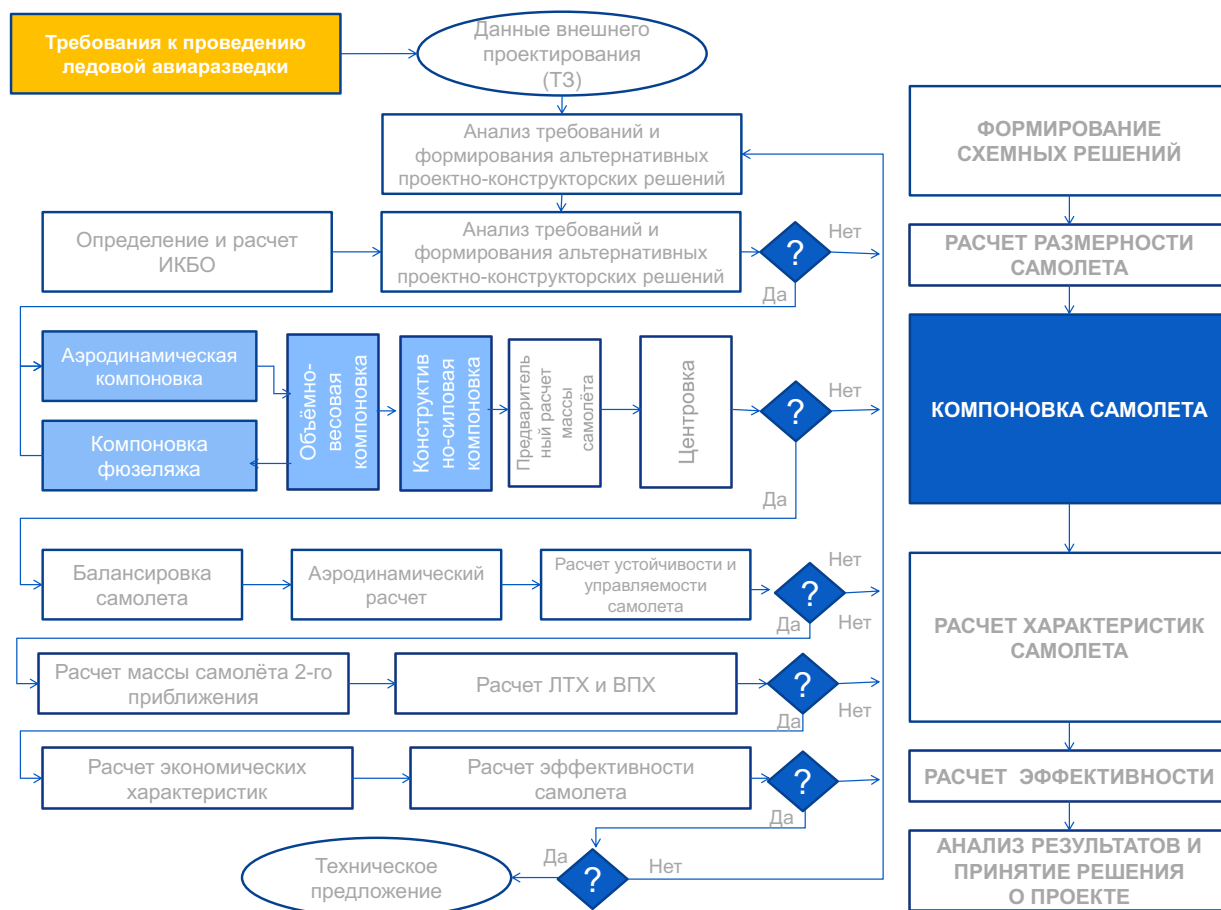 Требования к проведению
ледовой авиаразведки
Данные внешнего
проектирования
(ТЗ)
Анализ требований и
формирования альтернативных
проектно-конструкторских решений
Определение и расчет
ИКБО
Анализ требований и
формирования альтернативных
проектно-конструкторских решений
?
Нет
Да
Аэродинамическая
компоновка
Компоновка
фюзеляжа
Объёмно-
весовая
компоновка
Конструктив
но-силовая
компоновка
Предваритель
ный расчет
массы
самолёта
Центровка
?
Нет
Да
Балансировка
самолета
Аэродинамический
расчет
Расчет устойчивости и
управляемости
самолета
?
Нет
Да
Нет
Расчет массы самолёта 2-го
приближения
Расчет ЛТХ и ВПХ
?
Да
Нет
Расчет экономических
характеристик
Расчет эффективности
самолета
?
Да
Техническое
предложение
Да
?
Нет
ФОРМИРОВАНИЕ
СХЕМНЫХ РЕШЕНИЙ
РАСЧЕТ РАЗМЕРНОСТИ
САМОЛЕТА
КОМПОНОВКА САМОЛЕТА
РАСЧЕТ ХАРАКТЕРИСТИК
САМОЛЕТА
РАСЧЕТ ЭФФЕКТИВНОСТИ
АНАЛИЗ РЕЗУЛЬТАТОВ И
ПРИНЯТИЕ РЕШЕНИЯ
О ПРОЕКТЕ